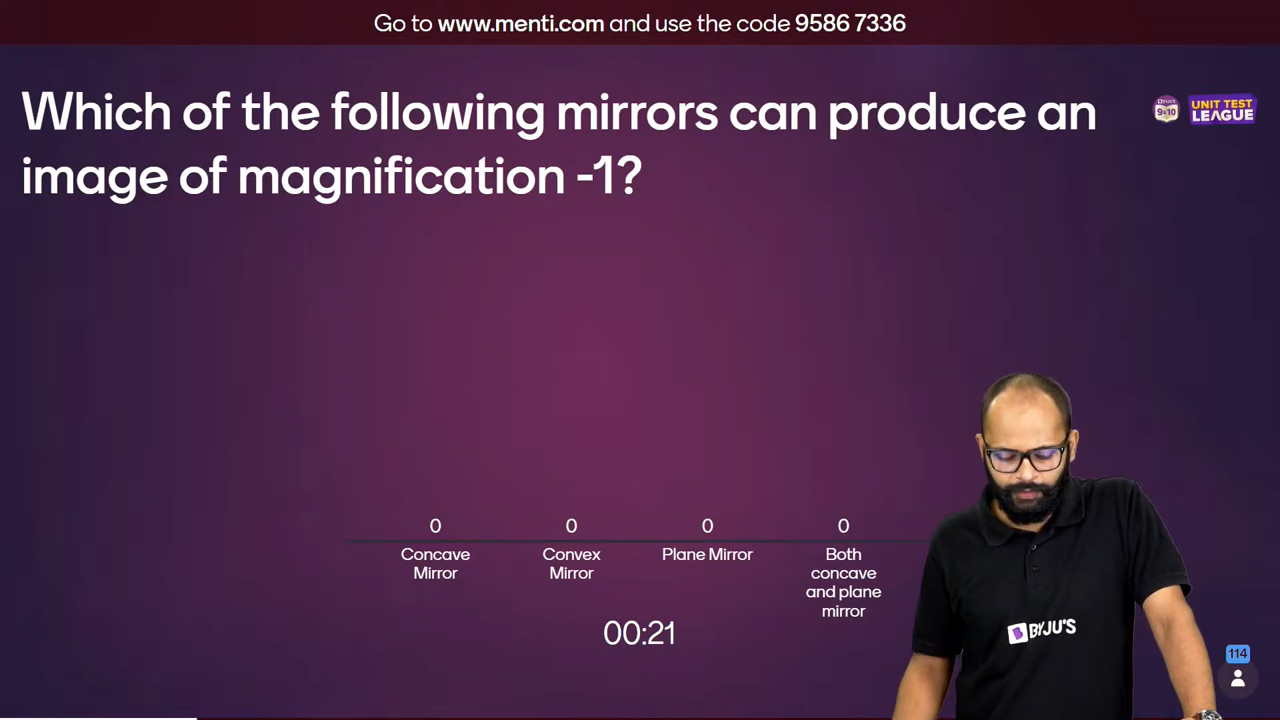 Go to www.menti.com and use the code 9586 7336
Which of the following mirrors can produce an
image of magnification -1?
9&10
UNIT TEST
LEAGUE
0
0
0
0
Concave
Mirror
Convex
Mirror
Plane Mirror
Both
concave
and plane
mirror
00:21
BYJU'S
114